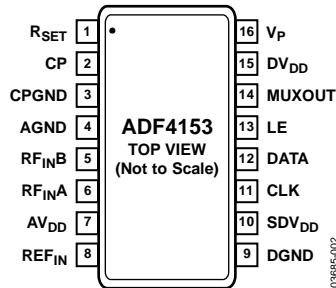 RSET 1
CP 2
CPGND 3
AGND 4
RFINB 5
RFINA 6
AVDD 7
REFIN 8
ADF4153
TOP VIEW
(Not to Scale)
16 VP
15 DVDD
14 MUXOUT
13 LE
12 DATA
11 CLK
10 SDVDD
9 DGND
03685-002